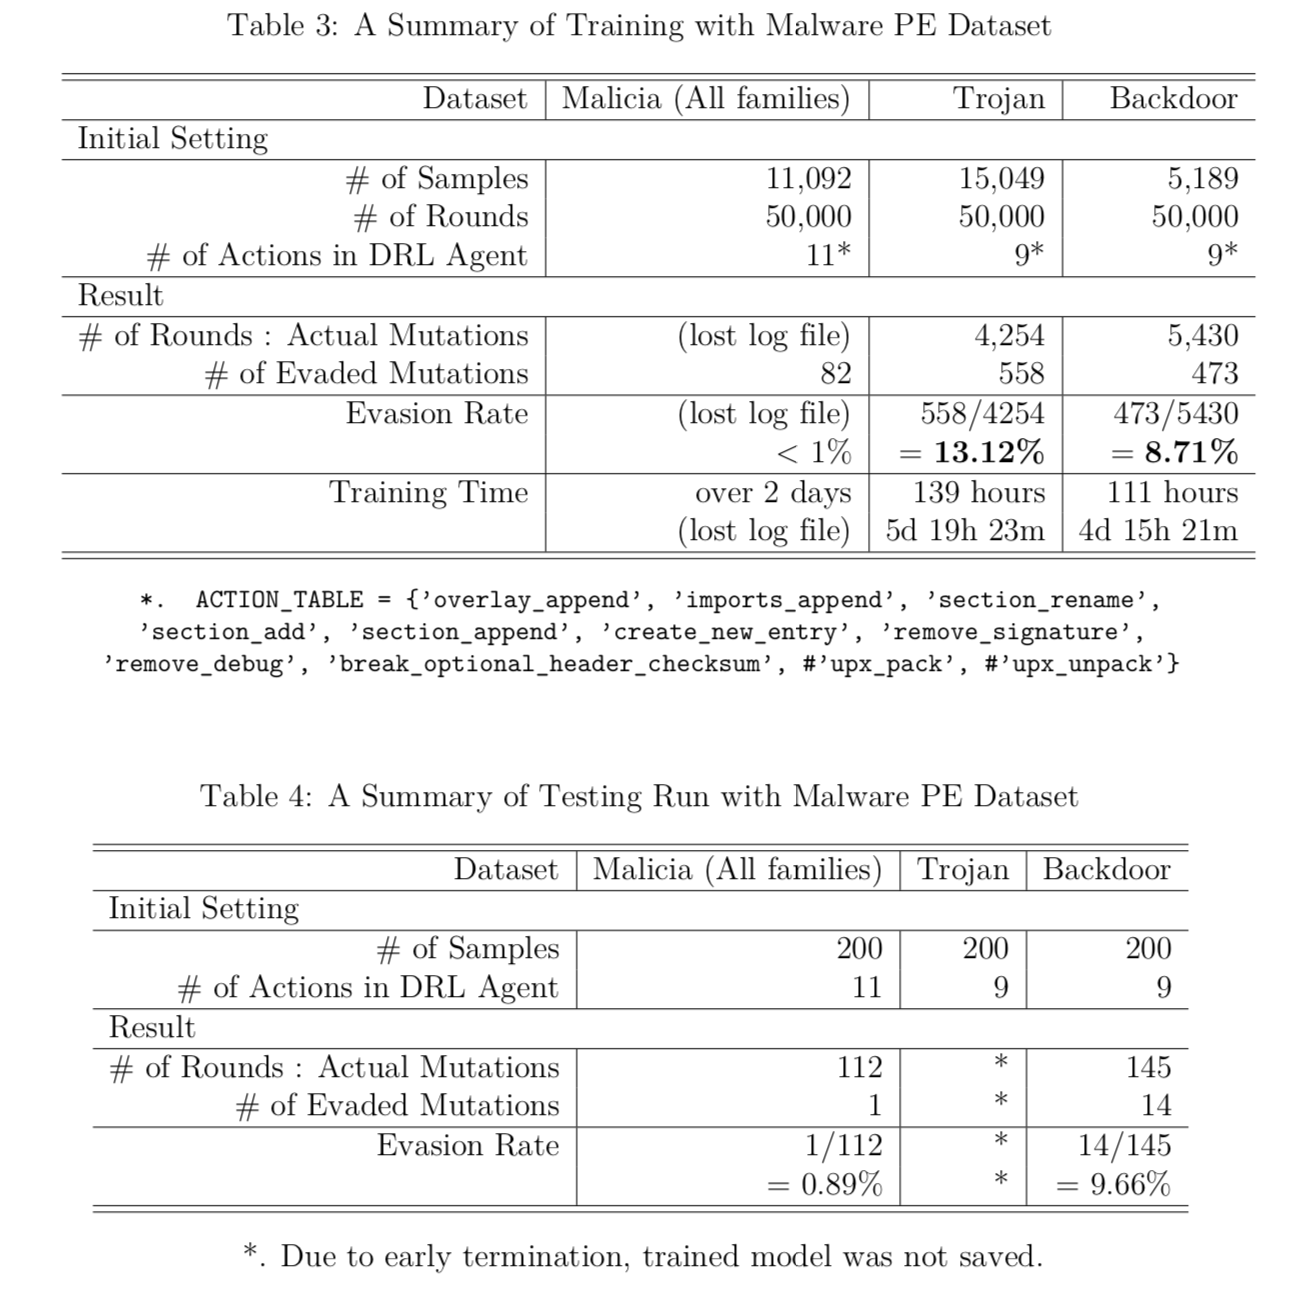 Table 3: A Summary of Training with Malware PE Dataset
Dataset Malicia (All families) Trojan Backdoor
Initial Setting
# of Samples 11,092 15,049 5,189
# of Rounds 50,000 50,000 50,000
# of Actions in DRL Agent 11* 9* 9*
Result
# of Rounds : Actual Mutations (lost log file) 4,254 5,430
# of Evaded Mutations 82 558 473
Evasion Rate (lost log file) 558/4254 473/5430
< 1% = 13.12% = 8.71%
Training Time over 2 days 139 hours 111 hours
(lost log file) 5d 19h 23m 4d 15h 21m
*. ACTION_TABLE = {’overlay_append’, ’imports_append’, ’section_rename’,
’section_add’, ’section_append’, ’create_new_entry’, ’remove_signature’,
’remove_debug’, ’break_optional_header_checksum’, #’upx_pack’, #’upx_unpack’}
Table 4: A Summary of Testing Run with Malware PE Dataset
Dataset Malicia (All families) Trojan Backdoor
Initial Setting
# of Samples 200 200 200
# of Actions in DRL Agent 11 9 9
Result
# of Rounds : Actual Mutations 112 * 145
# of Evaded Mutations 1 * 14
Evasion Rate 1/112 * 14/145
= 0.89% * = 9.66%
*. Due to early termination, trained model was not saved.